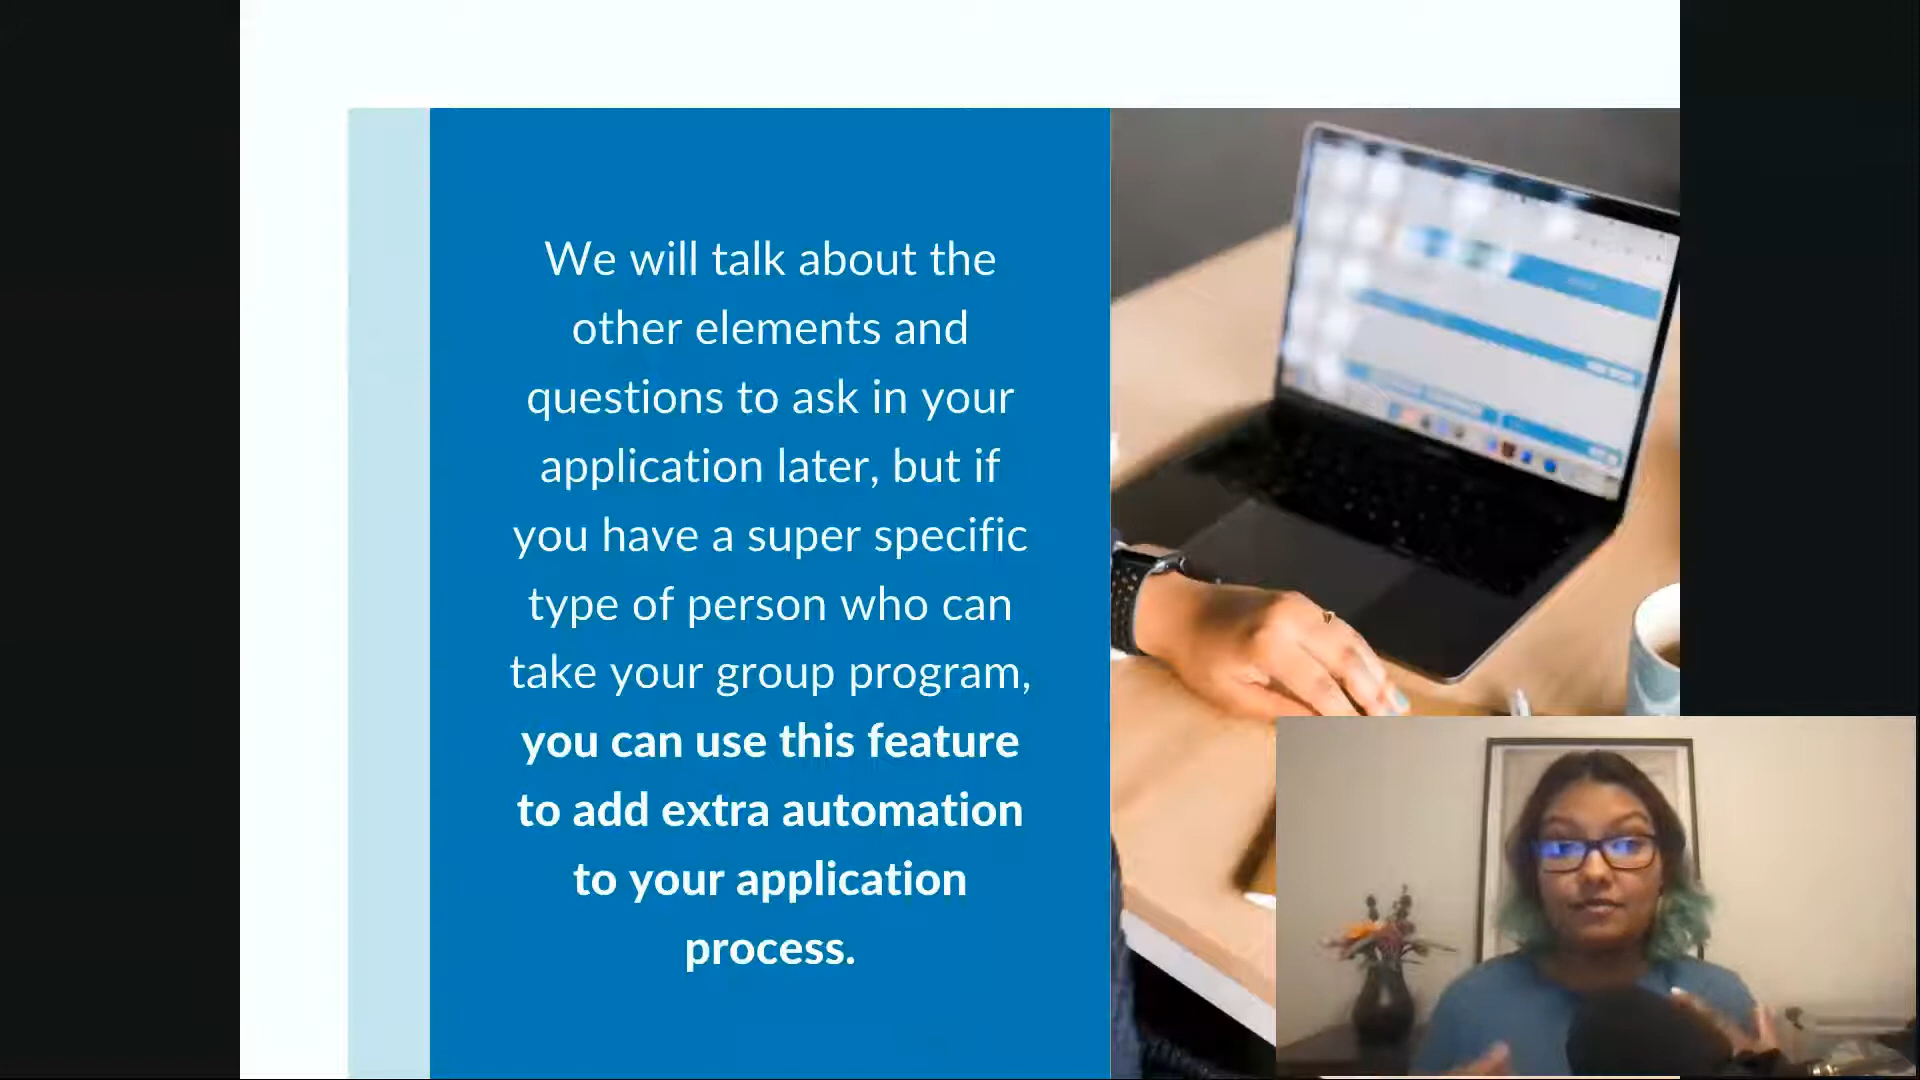 We will talk about the
other elements and
questions to ask in your
application later, but if
you have a super specific
type of person who can
take your group program,
you can use this feature
to add extra automation
to your application
process.